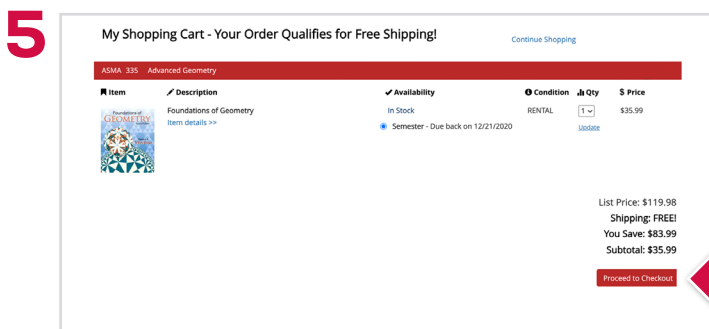 5
My Shopping Cart - Your Order Qualifies for Free Shipping!
Continue Shopping
ASMA 335 Advanced Geometry
Item Description Availability Condition Qty $ Price
Foundations of Geometry In Stock RENTAL 1 $35.99
Item details >>
Semester - Due back on 12/21/2020 Update
Foundations of
GEOMETRY
List Price: $119.98
Shipping: FREE!
You Save: $83.99
Subtotal: $35.99
Proceed to Checkout